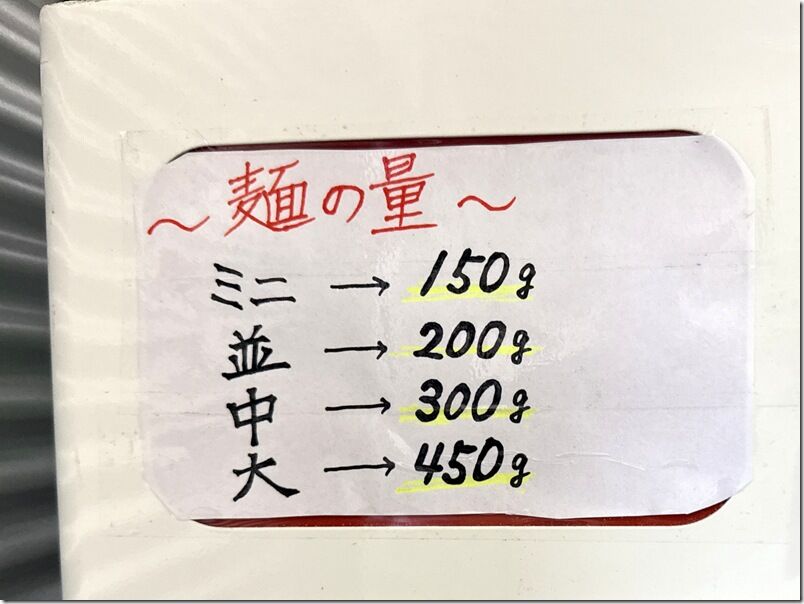 ～麺の量～
ミニ → 150g
並 → 200g
中 → 300g
大 → 450g